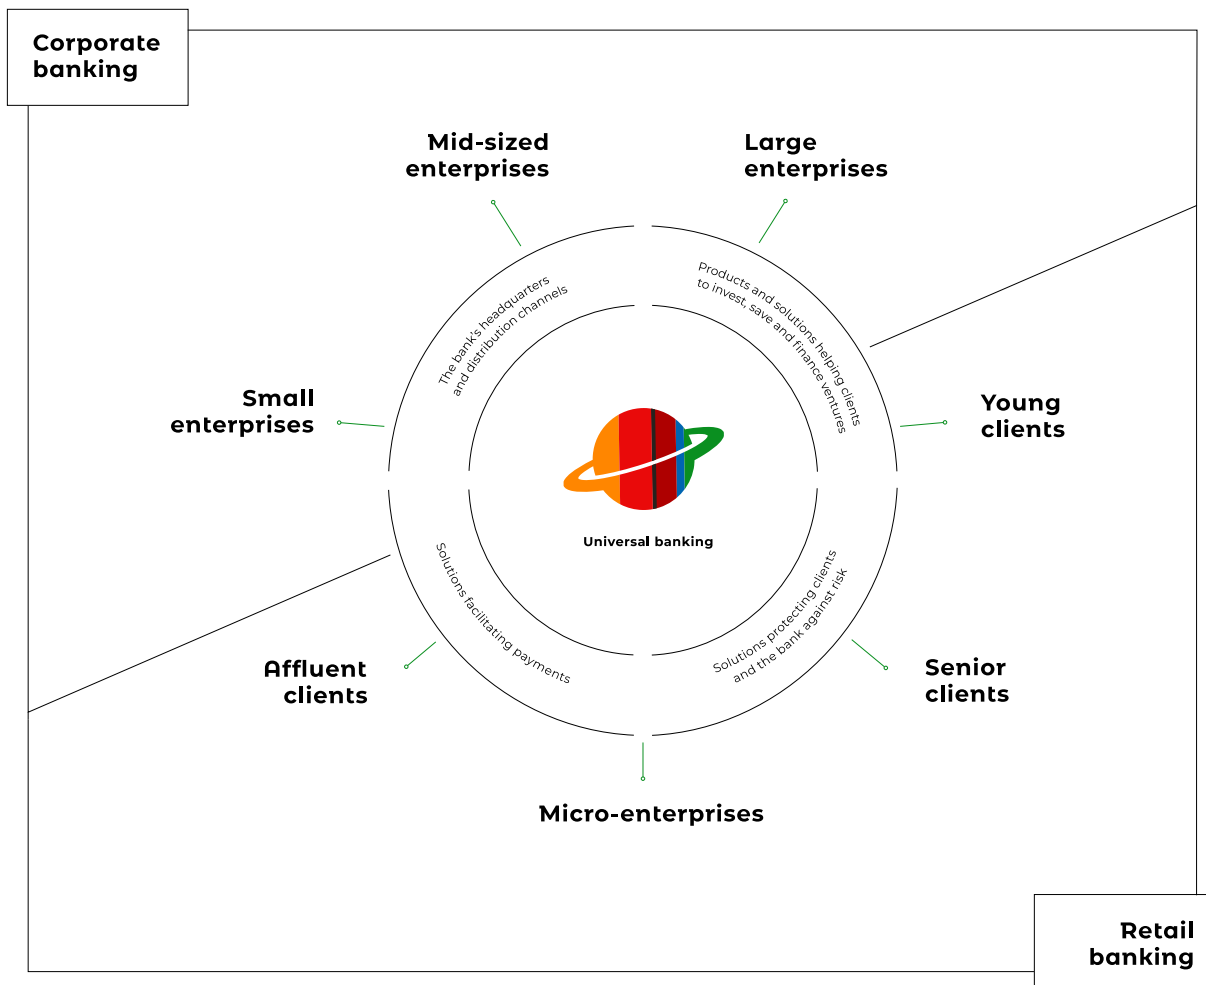 Corporate
banking
Mid-sized
enterprises
Large
enterprises
The bank's headquarters
and distribution channels
Products and solutions helping clients
to invest, save and finance ventures
Small
enterprises
Young
clients
Universal banking
Solutions facilitating payments
Solutions protecting clients
and the bank against risk
Affluent
clients
Senior
clients
Micro-enterprises
Retail
banking